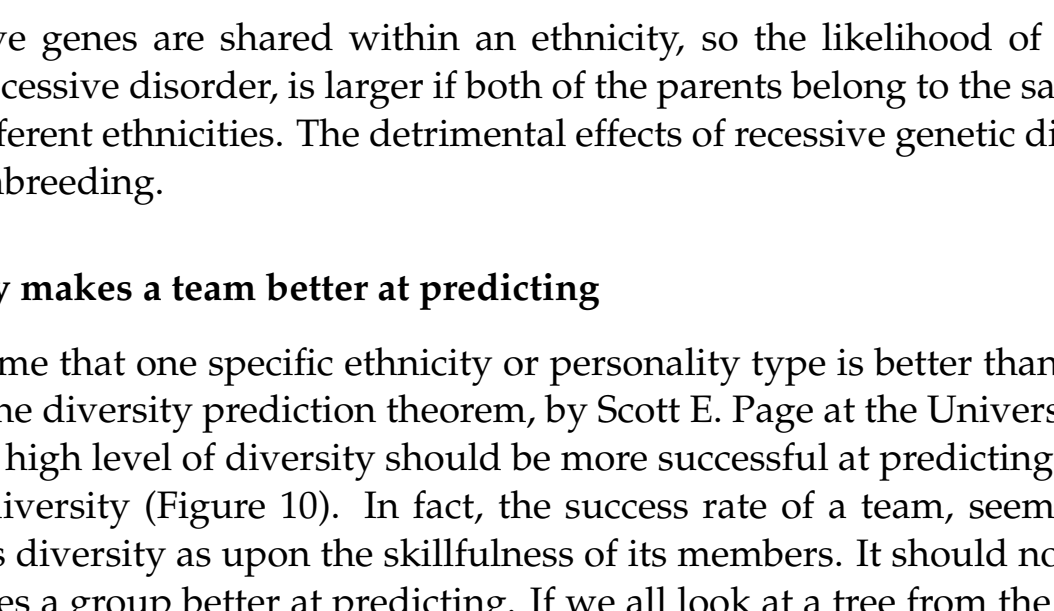 ve genes are shared within an ethnicity, so the likelihood of
cessive disorder, is larger if both of the parents belong to the sa
fferent ethnicities. The detrimental effects of recessive genetic di
nbreeding.
y makes a team better at predicting
me that one specific ethnicity or personality type is better than
ne diversity prediction theorem, by Scott E. Page at the Univers
high level of diversity should be more successful at predicting
iversity (Figure 10). In fact, the success rate of a team, seem
s diversity as upon the skillfulness of its members. It should no
es a group better at predicting. If we all look at a tree from the